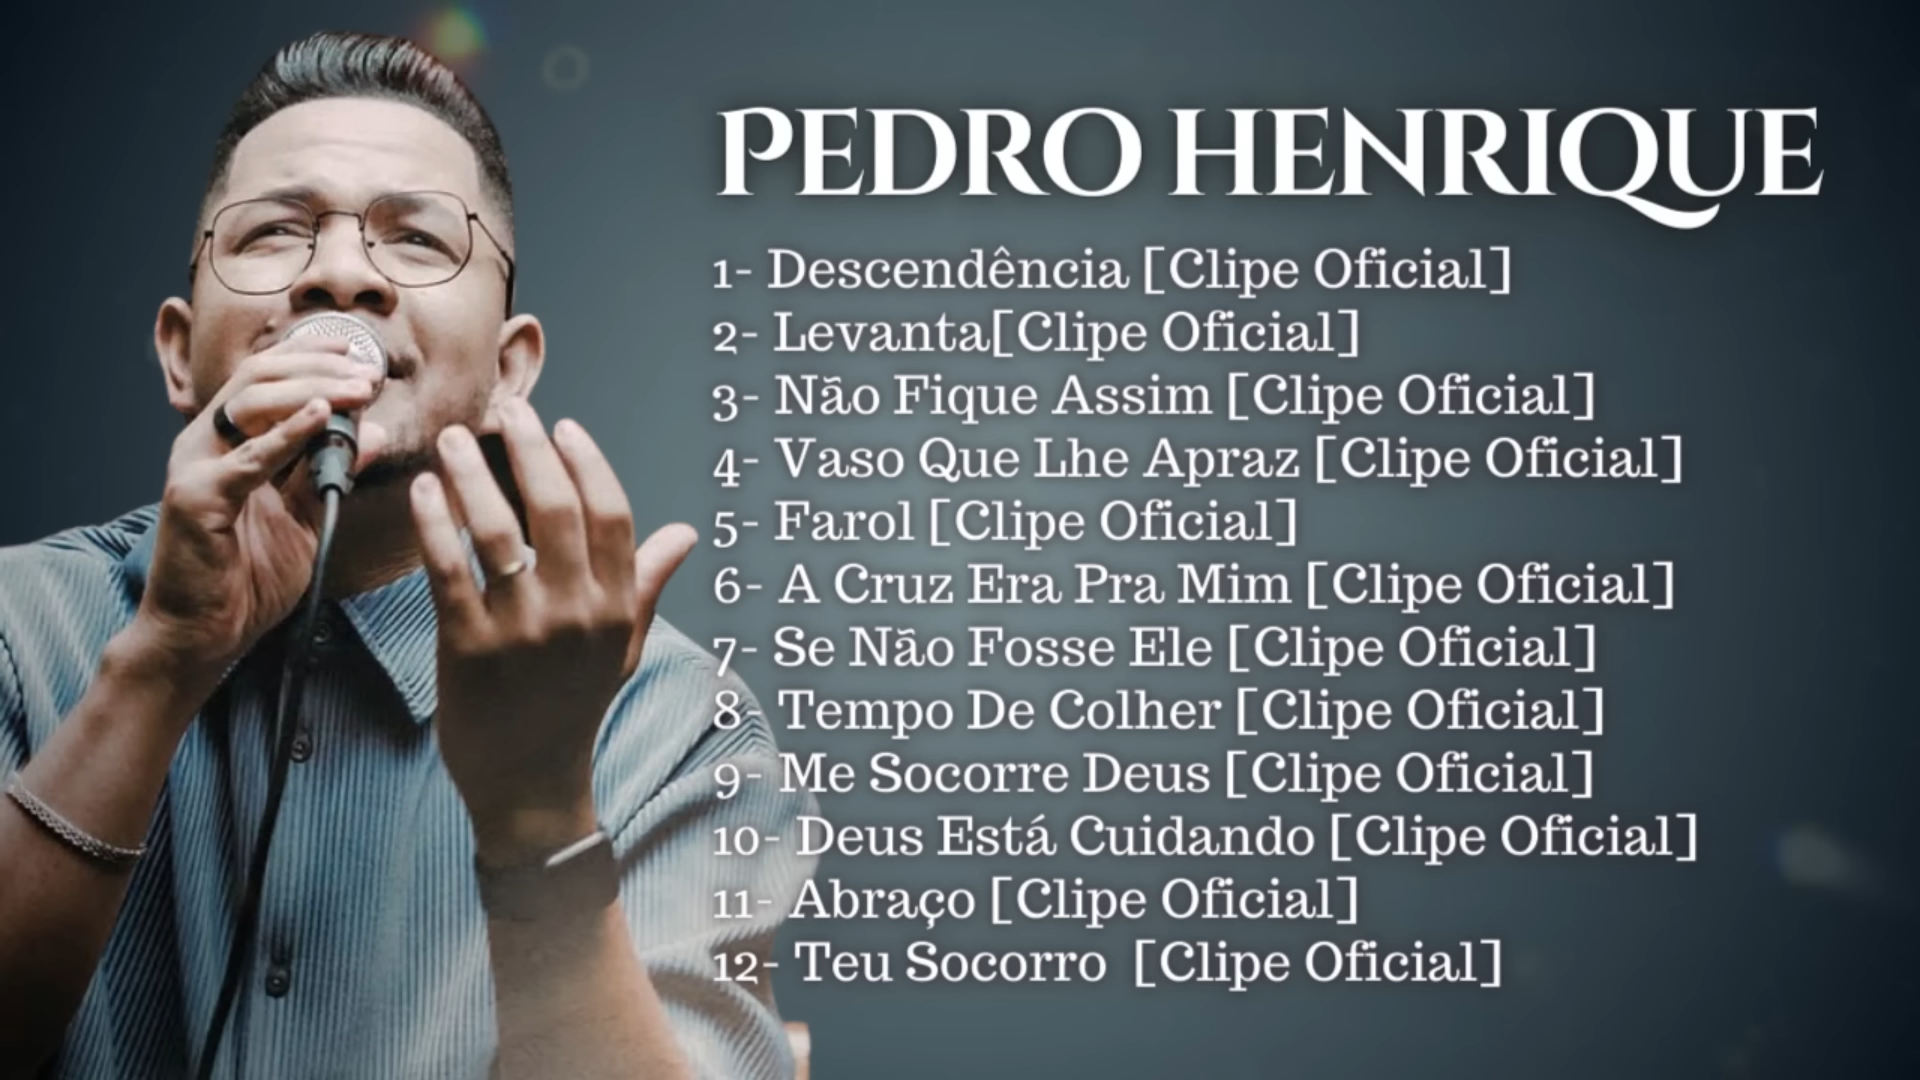 PEDRO HENRIQUE
1- Descendência [Clipe Oficial]
2- Levanta[Clipe Oficial]
3- Não Fique Assim [Clipe Oficial]
4- Vaso Que Lhe Apraz [Clipe Oficial]
5- Farol [Clipe Oficial]
6- A Cruz Era Pra Mim [Clipe Oficial]
7- Se Não Fosse Ele [Clipe Oficial]
8- Tempo De Colher [Clipe Oficial]
9- Me Socorre Deus [Clipe Oficial]
10- Deus Está Cuidando [Clipe Oficial]
11- Abraço [Clipe Oficial]
12- Teu Socorro [Clipe Oficial]